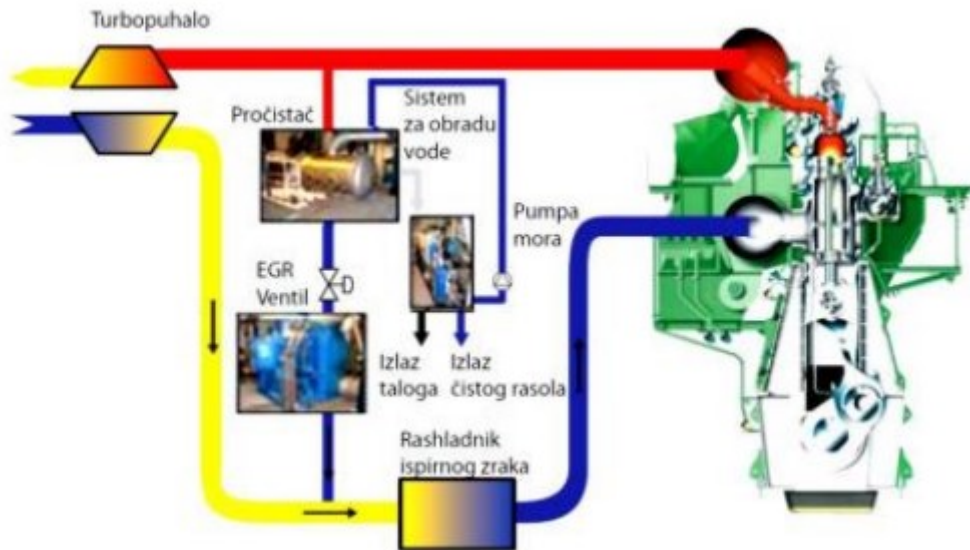 Turbopuhalo
Pročistač
Sistem
za obradu
vode
Pumpa
mora
EGR
Ventil
Izlaz
taloga
Izlaz
čistog rasola
Rashladnik
ispirnog zraka